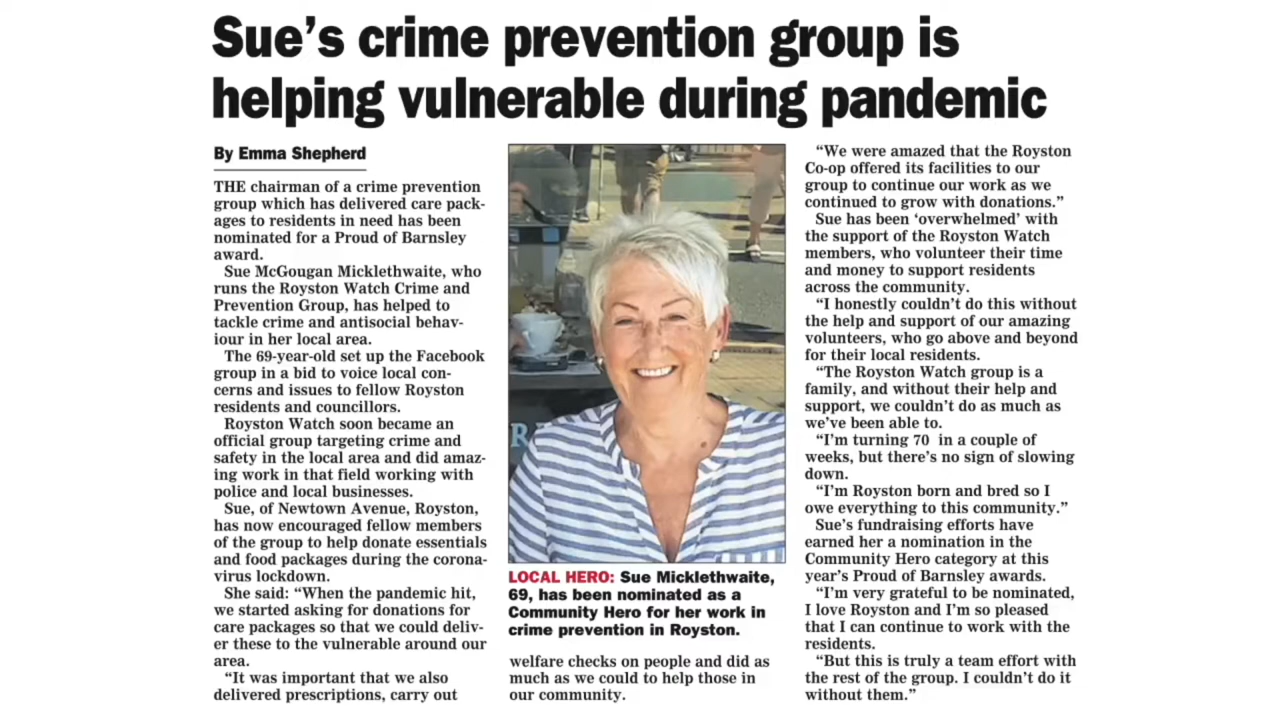 Sue's crime prevention group is
helping vulnerable during pandemic
By Emma Shepherd
THE chairman of a crime prevention
group which has delivered care pack-
ages to residents in need has been
nominated for a Proud of Barnsley
award.
Sue McGougan Micklethwaite, who
runs the Royston Watch Crime and
Prevention Group, has helped to
tackle crime and antisocial behav-
iour in her local area.
The 69-year-old set up the Facebook
group in a bid to voice local con-
cerns and issues to fellow Royston
residents and councillors.
Royston Watch soon became an
official group targeting crime and
safety in the local area and did amaz-
ing work in that field working with
police and local businesses.
Sue, of Newtown Avenue, Royston,
has now encouraged fellow members
of the group to help donate essentials
and food packages during the corona-
virus lockdown.
She said: “When the pandemic hit,
we started asking for donations for
care packages so that we could deliv-
er these to the vulnerable around our
area.
“It was important that we also
delivered prescriptions, carry out
LOCAL HERO: Sue Micklethwaite,
69, has been nominated as a
Community Hero for her work in
crime prevention in Royston.
welfare checks on people and did as
much as we could to help those in
our community.
“We were amazed that the Royston
Co-op offered its facilities to our
group to continue our work as we
continued to grow with donations.”
Sue has been ‘overwhelmed’ with
the support of the Royston Watch
members, who volunteer their time
and money to support residents
across the community.
“I honestly couldn't do this without
the help and support of our amazing
volunteers, who go above and beyond
for their local residents.
“The Royston Watch group is a
family, and without their help and
support, we couldn't do as much as
we've been able to.
“I'm turning 70 in a couple of
weeks, but there's no sign of slowing
down.
“I'm Royston born and bred so I
owe everything to this community.”
Sue's fundraising efforts have
earned her a nomination in the
Community Hero category at this
year's Proud of Barnsley awards.
“I'm very grateful to be nominated,
I love Royston and I'm so pleased
that I can continue to work with the
residents.
“But this is truly a team effort with
the rest of the group. I couldn't do it
without them.”